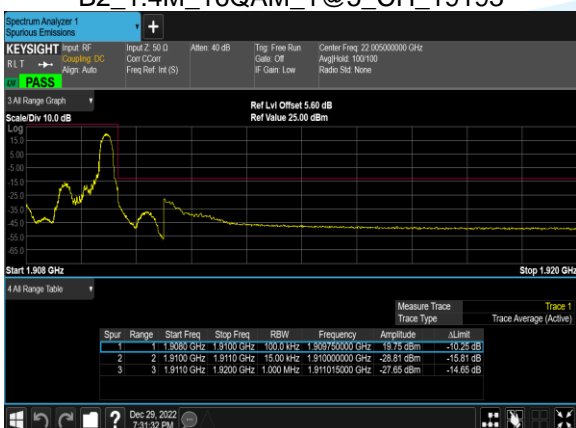 B2_1.4M_16QAM_1@5_CH_19193
Spectrum Analyzer 1
Spurious Emissions
+
KEYSIGHT Input: RF Input Z: 50 Ω Atten: 40 dB Trig: Free Run Center Freq: 22.005000000 GHz
RLT Coupling: DC Corr CCorr Gate: Off Avg|Hold: 100/100
Align: Auto Freq Ref: Int (S) IF Gain: Low Radio Std: None
PASS
3 All Range Graph
Ref Lvl Offset 5.60 dB
Scale/Div 10.0 dB Ref Value 25.00 dBm
Log
15.0
5.00
-5.00
-15.0
-25.0
-35.0
-45.0
-55.0
-65.0
Start 1.908 GHz Stop 1.920 GHz
4 All Range Table
Measure Trace Trace 1
Trace Type Trace Average (Active)
Spur Range Start Freq Stop Freq RBW Frequency Amplitude ΔLimit
1 1 1.9080 GHz 1.9100 GHz 100.0 kHz 1.909750000 GHz 19.75 dBm -10.25 dB
2 2 1.9100 GHz 1.9110 GHz 15.00 kHz 1.910000000 GHz -28.81 dBm -15.81 dB
3 3 1.9110 GHz 1.9200 GHz 1.000 MHz 1.911015000 GHz -27.65 dBm -14.65 dB
? Dec 29, 2022
7:31:32 PM